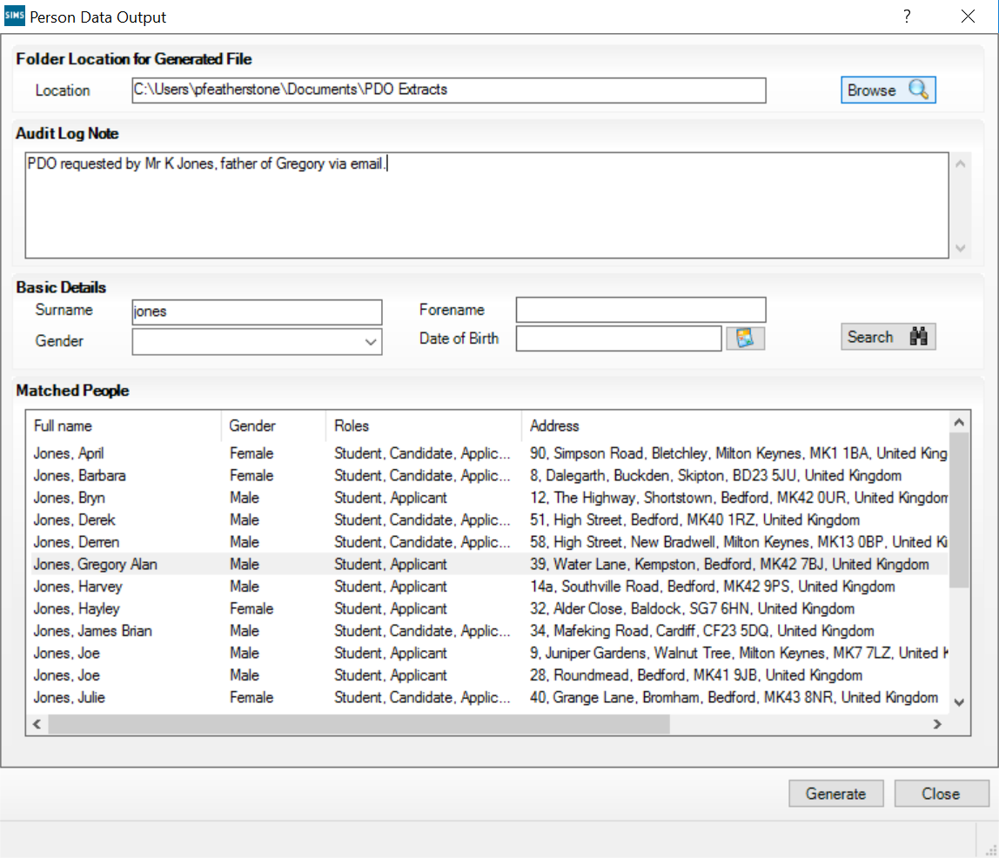 SIMS Person Data Output ?
Folder Location for Generated File
Location C:\Users\pfeatherstone\Documents\PDO Extracts Browse
Audit Log Note
PDO requested by Mr K Jones, father of Gregory via email.
Basic Details
Surname jones Forename
Gender Date of Birth Search
Matched People
Full name Gender Roles Address
Jones, April Female Student, Candidate, Applic... 90, Simpson Road, Bletchley, Milton Keynes, MK1 1BA, United King
Jones, Barbara Female Student, Candidate, Applic... 8, Dalegarth, Buckden, Skipton, BD23 5JU, United Kingdom
Jones, Bryn Male Student, Applicant 12, The Highway, Shortstown, Bedford, MK42 0UR, United Kingdom
Jones, Derek Male Student, Candidate, Applic... 51, High Street, Bedford, MK40 1RZ, United Kingdom
Jones, Derren Male Student, Candidate, Applic... 58, High Street, New Bradwell, Milton Keynes, MK13 0BP, United Ki
Jones, Gregory Alan Male Student, Applicant 39, Water Lane, Kempston, Bedford, MK42 7BJ, United Kingdom
Jones, Harvey Male Student, Applicant 14a, Southville Road, Bedford, MK42 9PS, United Kingdom
Jones, Hayley Female Student, Applicant 32, Alder Close, Baldock, SG7 6HN, United Kingdom
Jones, James Brian Male Student, Candidate, Applic... 34, Mafeking Road, Cardiff, CF23 5DQ, United Kingdom
Jones, Joe Male Student, Applicant 9, Juniper Gardens, Walnut Tree, Milton Keynes, MK7 7LZ, United K
Jones, Joe Male Student, Applicant 28, Roundmead, Bedford, MK41 9JB, United Kingdom
Jones, Julie Female Student, Candidate, Applic... 40, Grange Lane, Bromham, Bedford, MK43 8NR, United Kingdom
Generate Close